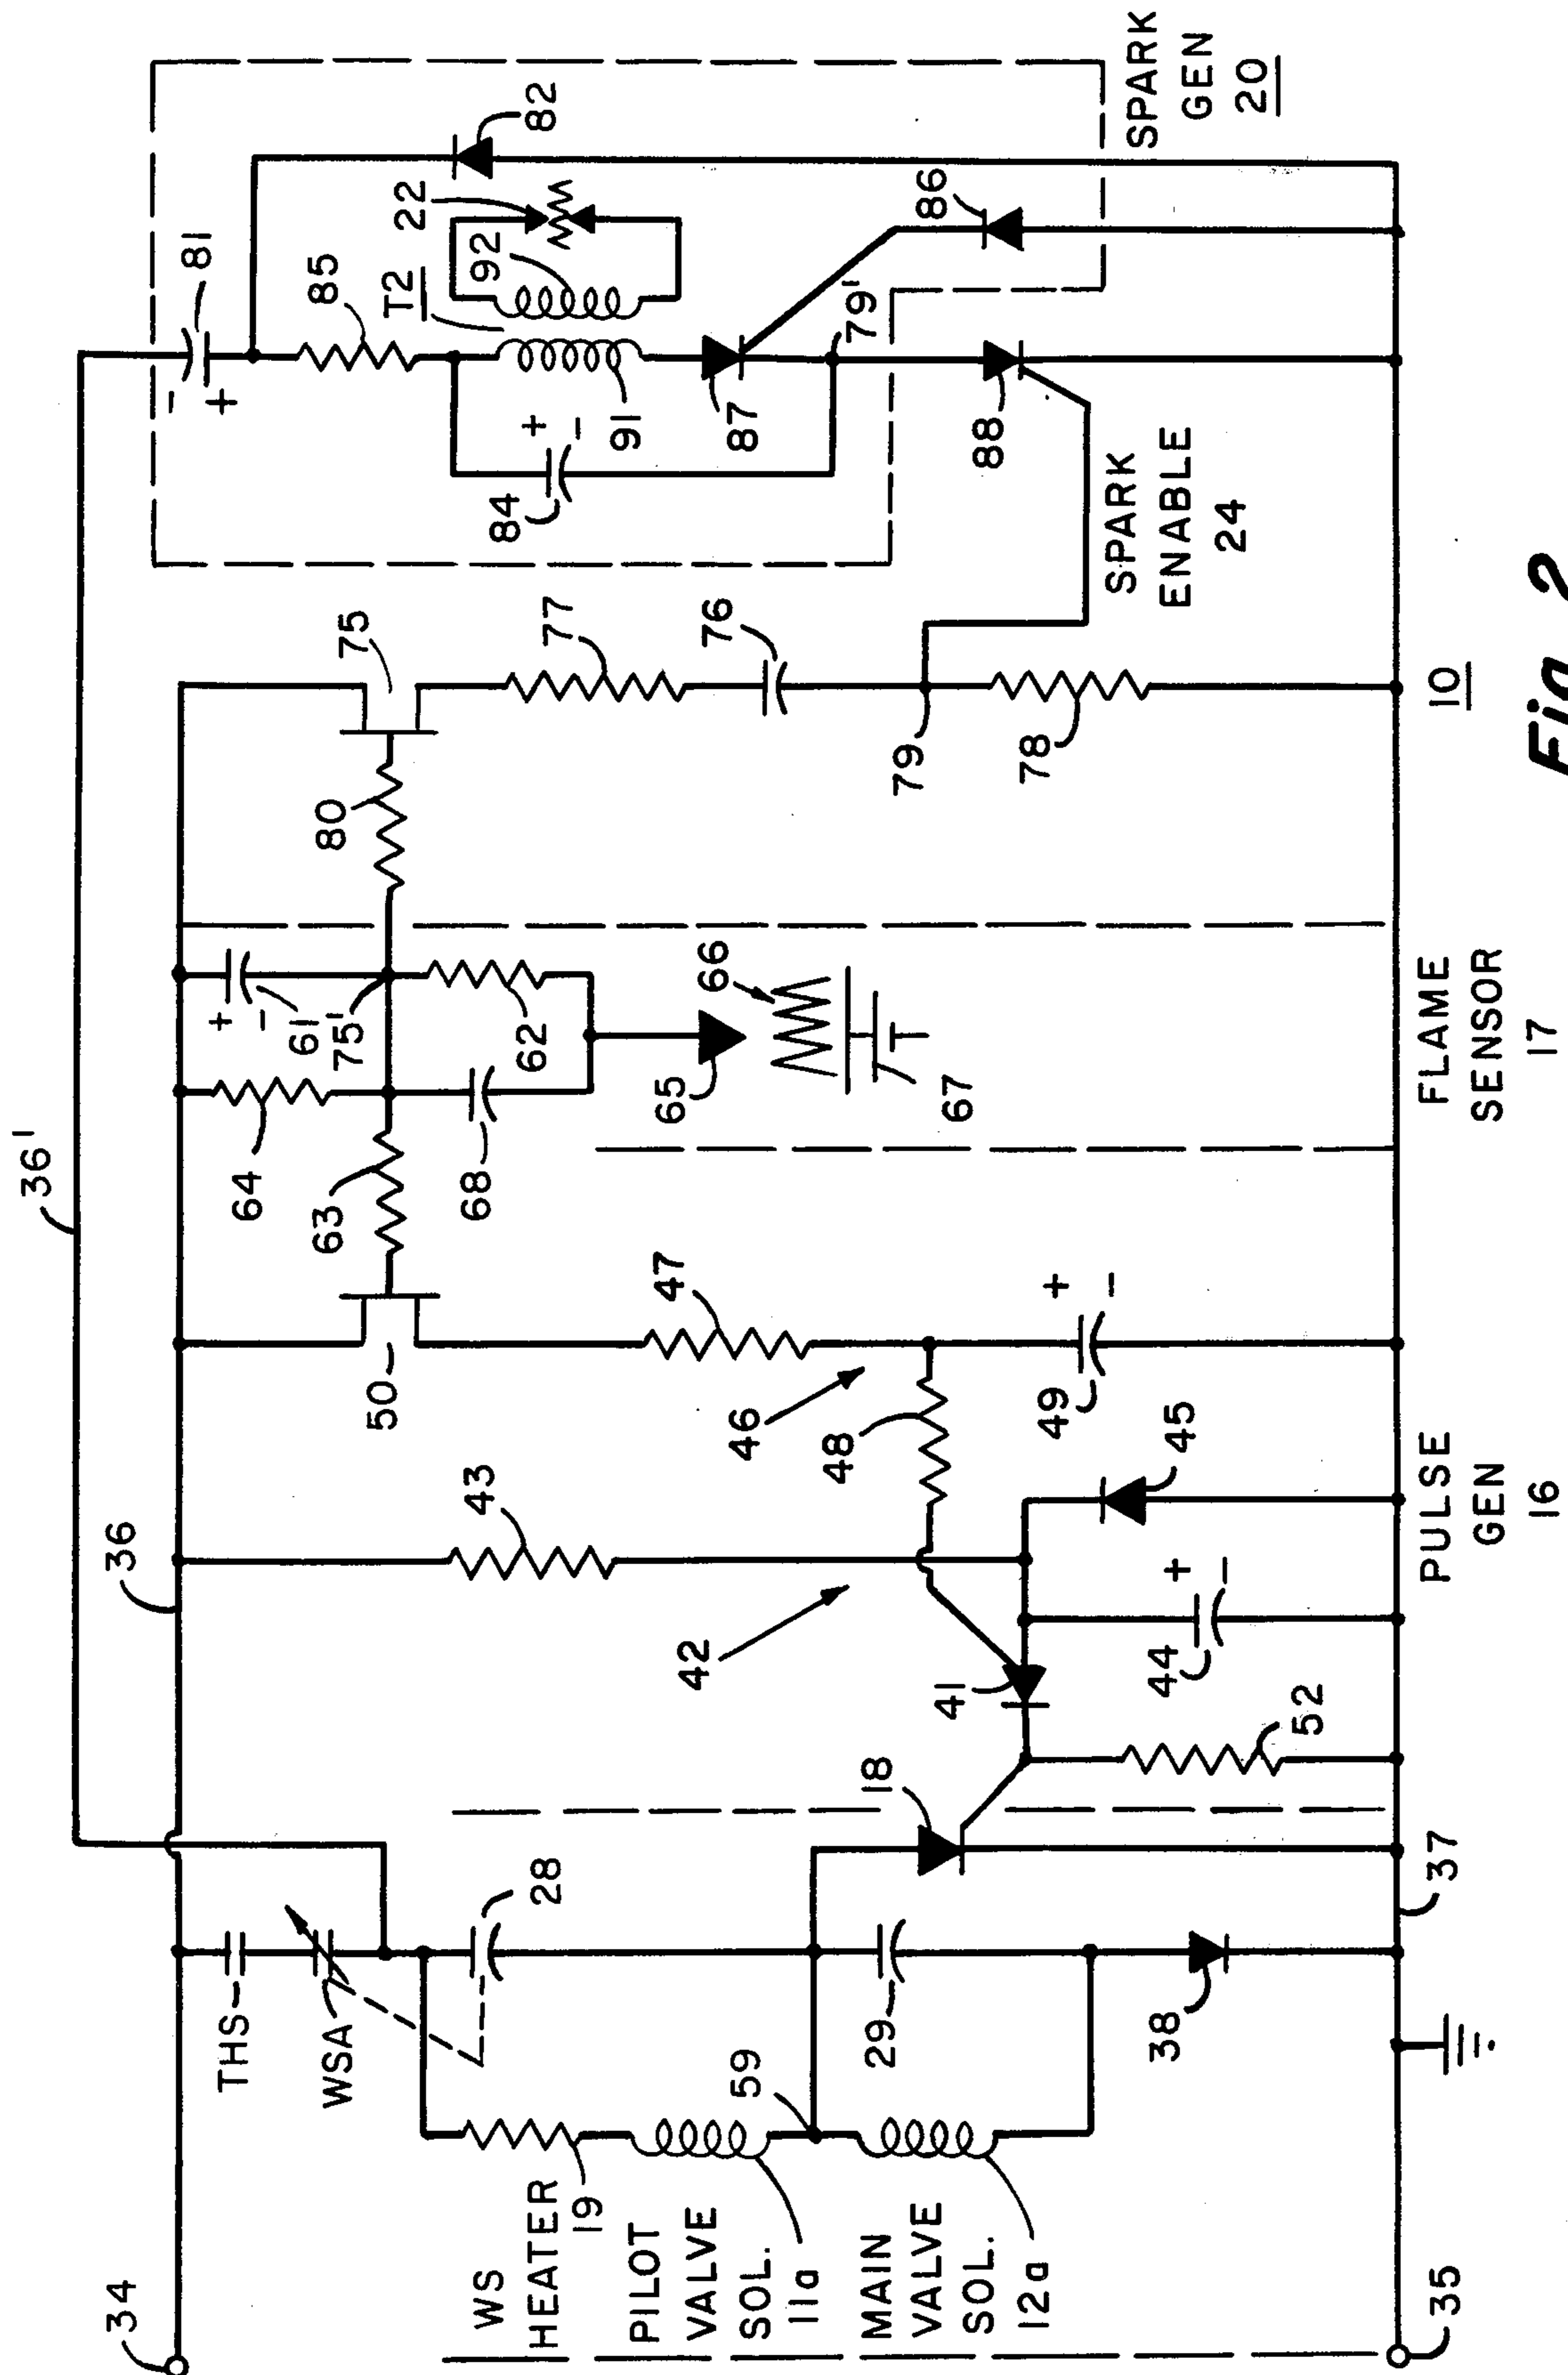 36'
34
36
THS
WSA
WS
HEATER
19
PILOT
VALVE
SOL.
11a
59
MAIN
VALVE
SOL.
12a
28
29
38
35
37
18
41
42
43
44
+
-
45
52
46
47
48
49
+
-
50
PULSE
GEN
16
63
64
68
+
-
61
75'
62
65
66
67
FLAME
SENSOR
17
80
75
77
76
79
78
10
SPARK
ENABLE
24
-
+
81
85
84
+
-
91
T2
92
22
82
87
79'
88
86
SPARK
GEN
20
Fig. 2